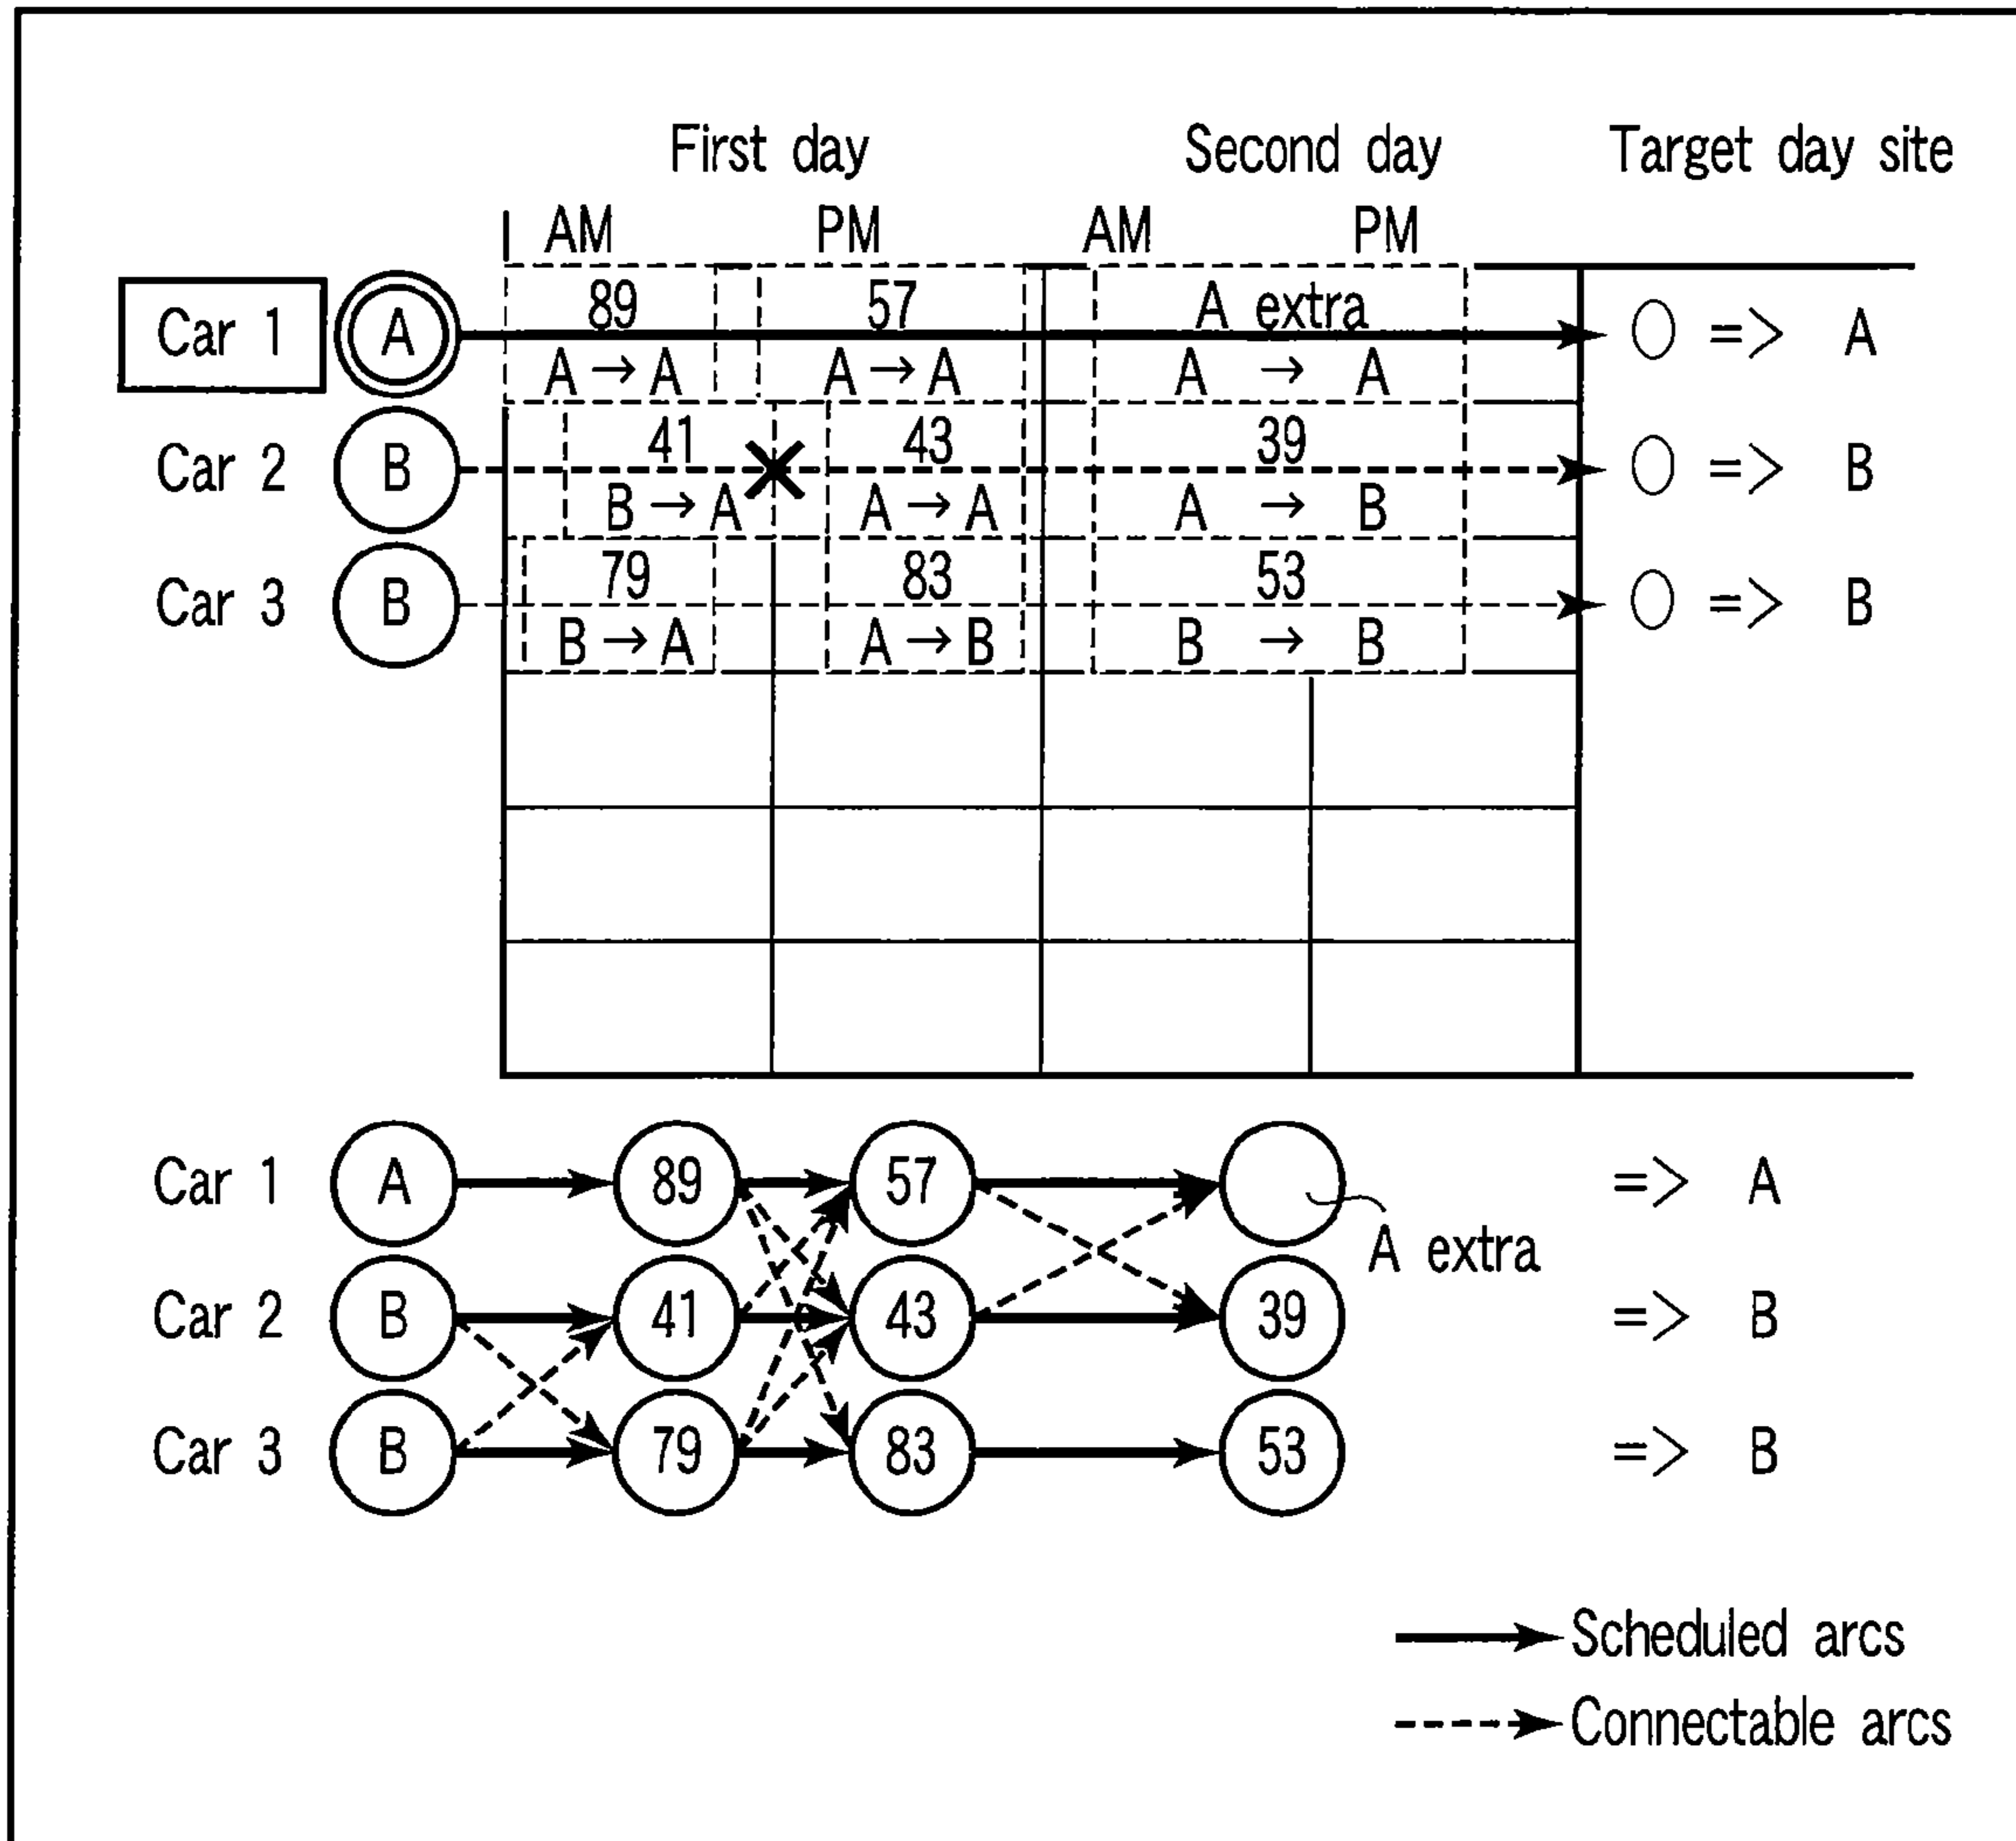 First day Second day Target day site
AM PM AM PM
Car 1 A 89 57 A extra => A
A → A A → A A → A
Car 2 B 41 43 39 => B
B → A A → A A → B
Car 3 B 79 83 53 => B
B → A A → B B → B
Car 1 A 89 57 => A
A extra
Car 2 B 41 43 39 => B
Car 3 B 79 83 53 => B
Scheduled arcs
Connectable arcs